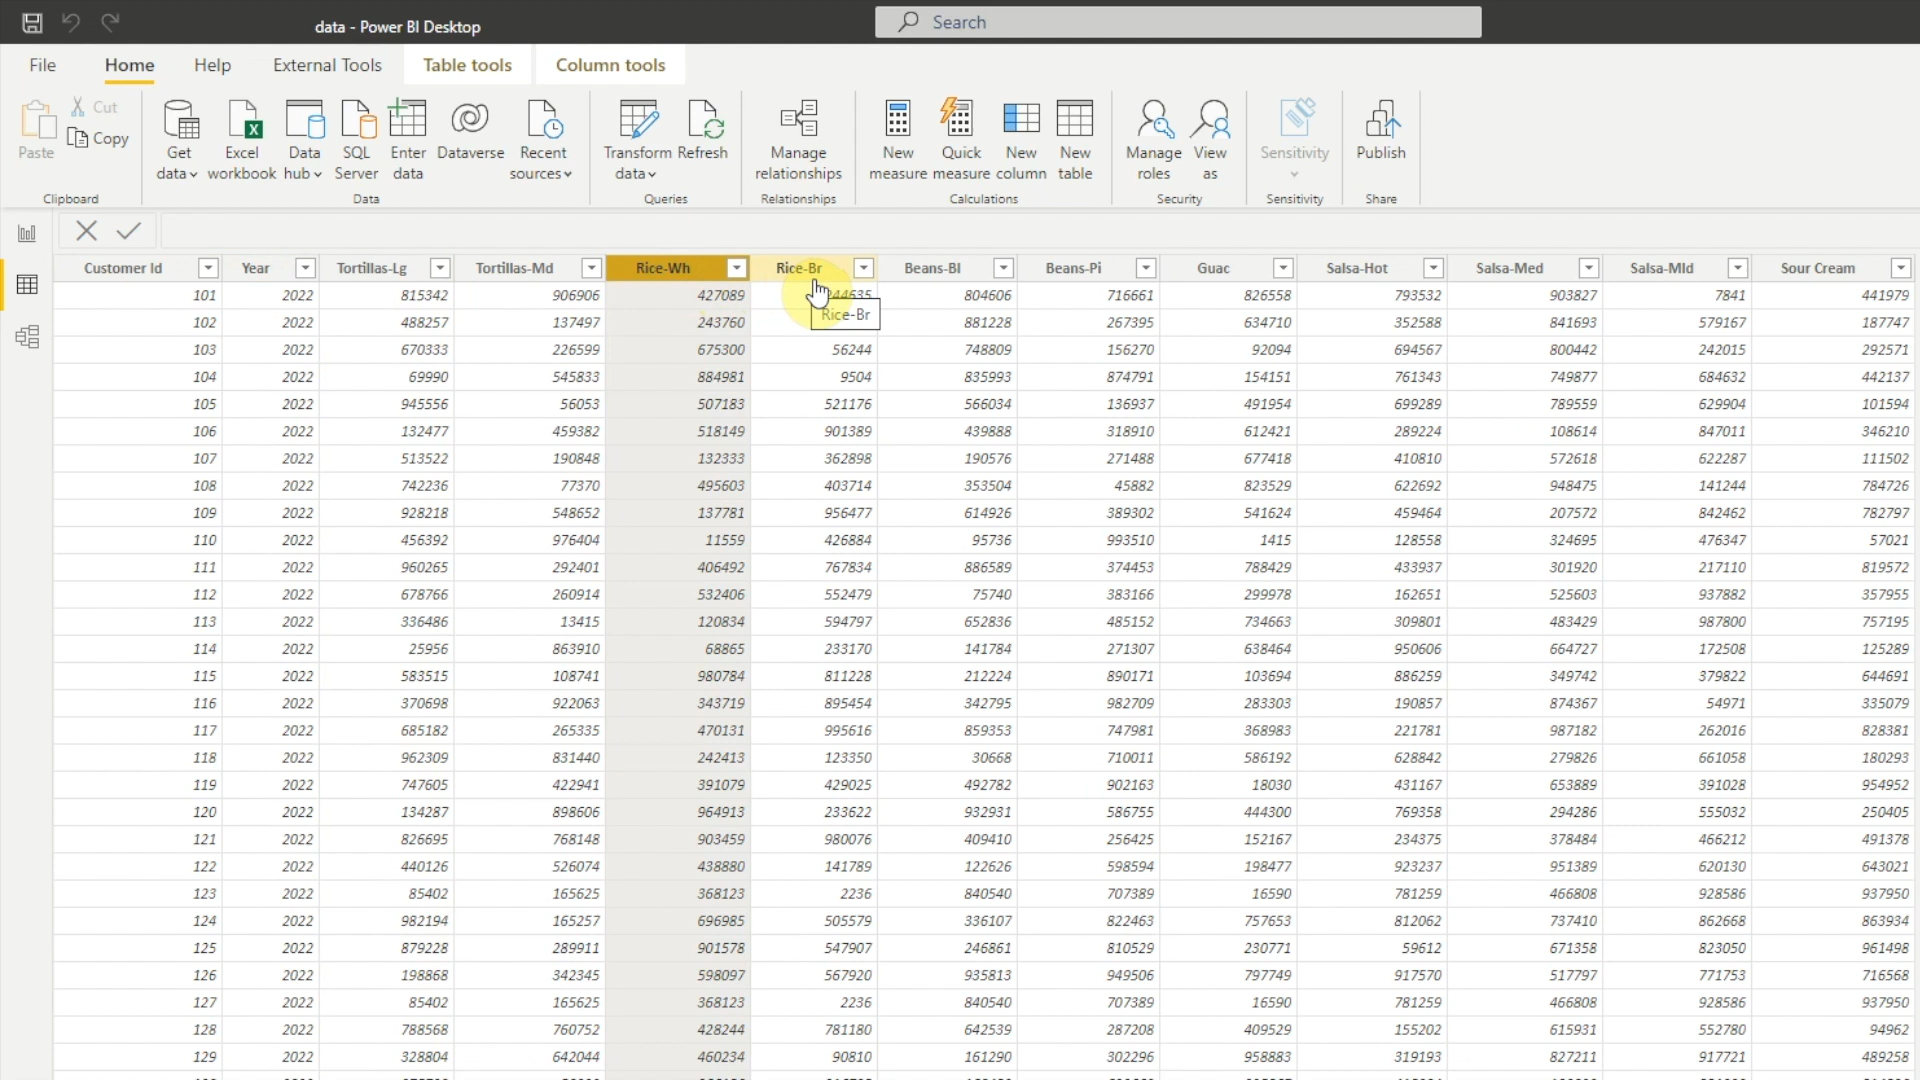 data - Power BI Desktop
Search
File Home Help External Tools Table tools Column tools
Paste Cut Copy
Get data Excel workbook Data hub SQL Server Enter data Dataverse Recent sources Transform data Refresh Manage relationships New measure Quick measure New column New table Manage roles View as Sensitivity Publish
Clipboard Data Queries Relationships Calculations Security Sensitivity Share
Customer Id Year Tortillas-Lg Tortillas-Md Rice-Wh Rice-Br Beans-Bl Beans-Pi Guac Salsa-Hot Salsa-Med Salsa-Mld Sour Cream
101 2022 815342 906906 427089 804606 716661 826558 793532 903827 7841 441979
Rice-Br
102 2022 488257 137497 243760 881228 267395 634710 352588 841693 579167 187747
103 2022 670333 226599 675300 56244 748809 156270 92094 694567 800442 242015 292571
104 2022 69990 545833 884981 9504 835993 874791 154151 761343 749877 684632 442137
105 2022 945556 56053 507183 521176 566034 136937 491954 699289 789559 629904 101594
106 2022 132477 459382 518149 901389 439888 318910 612421 289224 108614 847011 346210
107 2022 513522 190848 132333 362898 190576 271488 677418 410810 572618 622287 111502
108 2022 742236 77370 495603 403714 353504 45882 823529 622692 948475 141244 784726
109 2022 928218 548652 137781 956477 614926 389302 541624 459464 207572 842462 782797
110 2022 456392 976404 11559 426884 95736 993510 1415 128558 324695 476347 57021
111 2022 960265 292401 406492 767834 886589 374453 788429 433937 301920 217110 819572
112 2022 678766 260914 532406 552479 75740 383166 299978 162651 525603 937882 357955
113 2022 336486 13415 120834 594797 652836 485152 734663 309801 483429 987800 757195
114 2022 25956 863910 68865 233170 141784 271307 638464 950606 664727 172508 125289
115 2022 583515 108741 980784 811228 212224 890171 103694 886259 349742 379822 644691
116 2022 370698 922063 343719 895454 342795 982709 283303 190857 874367 54971 335079
117 2022 685182 265335 470131 995616 859353 747981 368983 221781 987182 262016 828381
118 2022 962309 831440 242413 123350 30668 710011 586192 628842 279826 661058 180293
119 2022 747605 422941 391079 429025 492782 902163 18030 431167 653889 391028 954952
120 2022 134287 898606 964913 233622 932931 586755 444300 769358 294286 555032 250405
121 2022 826695 768148 903459 980076 409410 256425 152167 234375 378484 466212 491378
122 2022 440126 526074 438880 141789 122626 598594 198477 923237 951389 620130 643021
123 2022 85402 165625 368123 2236 840540 707389 16590 781259 466808 928586 937950
124 2022 982194 165257 696985 505579 336107 822463 757653 812062 737410 862668 863934
125 2022 879228 289911 901578 547907 246861 810529 230771 59612 671358 823050 961498
126 2022 198868 342345 598097 567920 935813 949506 797749 917570 517797 771753 716568
127 2022 85402 165625 368123 2236 840540 707389 16590 781259 466808 928586 937950
128 2022 788568 760752 428244 781180 642539 287208 409529 155202 615931 552780 94962
129 2022 328804 642044 460234 90810 161290 302296 958883 319193 827211 917721 489258